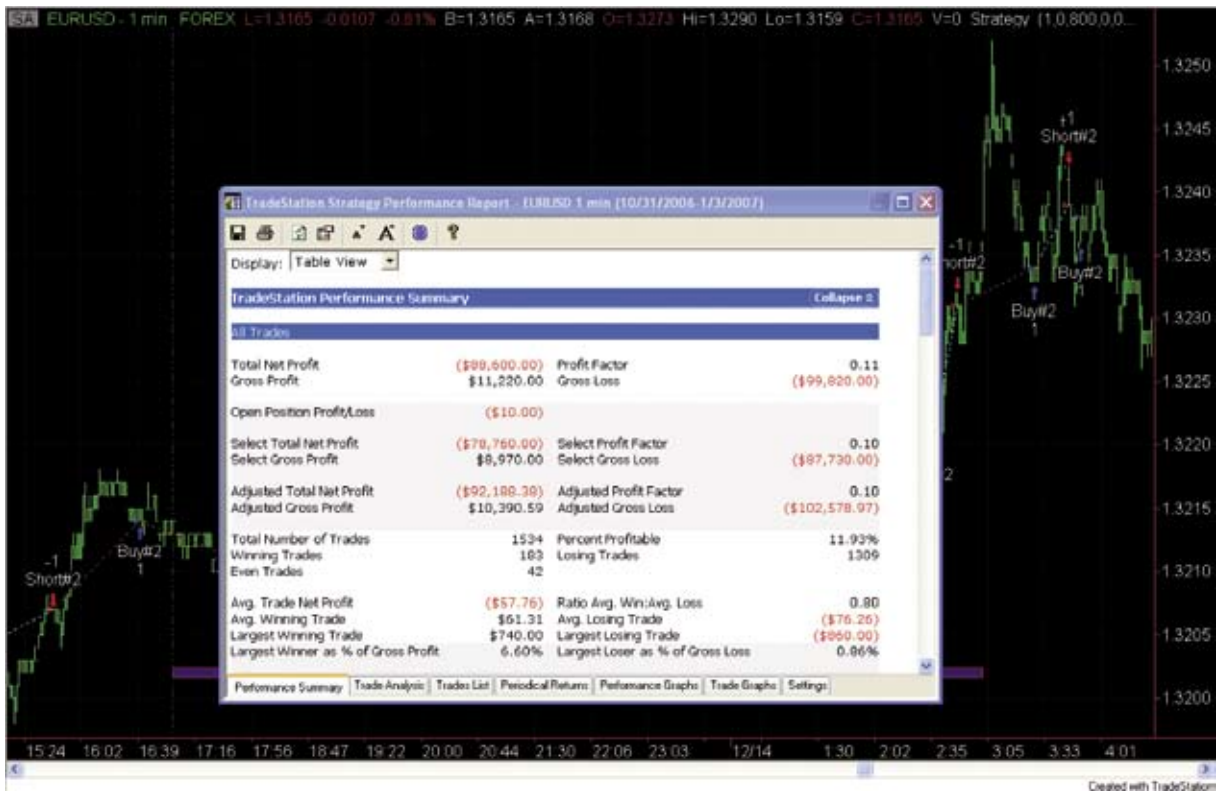 SA EURUSD - 1 min FOREX L=1.3165 -0.0107 -0.81% B=1.3165 A=1.3168 O=1.3273 Hi=1.3290 Lo=1.3159 C=1.3165 V=0 Strategy (1,0,800,0,0...
1.3250
1.3245
1.3240
1.3235
1.3230
1.3225
1.3220
1.3215
1.3210
1.3205
1.3200
+1
Short#2
-1
Short#2
Buy#2
1
Buy#2
1
-1
Short#2
Buy#2
1
2
TradeStation Strategy Performance Report - EURUSD 1 min (10/31/2006-1/3/2007)
Display: Table View
TradeStation Performance Summary Collapse
All Trades
Total Net Profit ($88,600.00) Profit Factor 0.11
Gross Profit $11,220.00 Gross Loss ($99,820.00)
Open Position Profit/Loss ($10.00)
Select Total Net Profit ($78,760.00) Select Profit Factor 0.10
Select Gross Profit $8,970.00 Select Gross Loss ($87,730.00)
Adjusted Total Net Profit ($92,188.38) Adjusted Profit Factor 0.10
Adjusted Gross Profit $10,390.59 Adjusted Gross Loss ($102,578.97)
Total Number of Trades 1534 Percent Profitable 11.93%
Winning Trades 183 Losing Trades 1309
Even Trades 42
Avg. Trade Net Profit ($57.76) Ratio Avg. Win:Avg. Loss 0.80
Avg. Winning Trade $61.31 Avg. Losing Trade ($76.26)
Largest Winning Trade $740.00 Largest Losing Trade ($860.00)
Largest Winner as % of Gross Profit 6.60% Largest Loser as % of Gross Loss 0.86%
Performance Summary Trade Analysis Trades List Periodical Returns Performance Graphs Trade Graphs Settings
15:24 16:02 16:39 17:16 17:56 18:47 19:22 20:00 20:44 21:30 22:06 23:03 12/14 1:30 2:02 2:35 3:05 3:33 4:01
Created with TradeStation